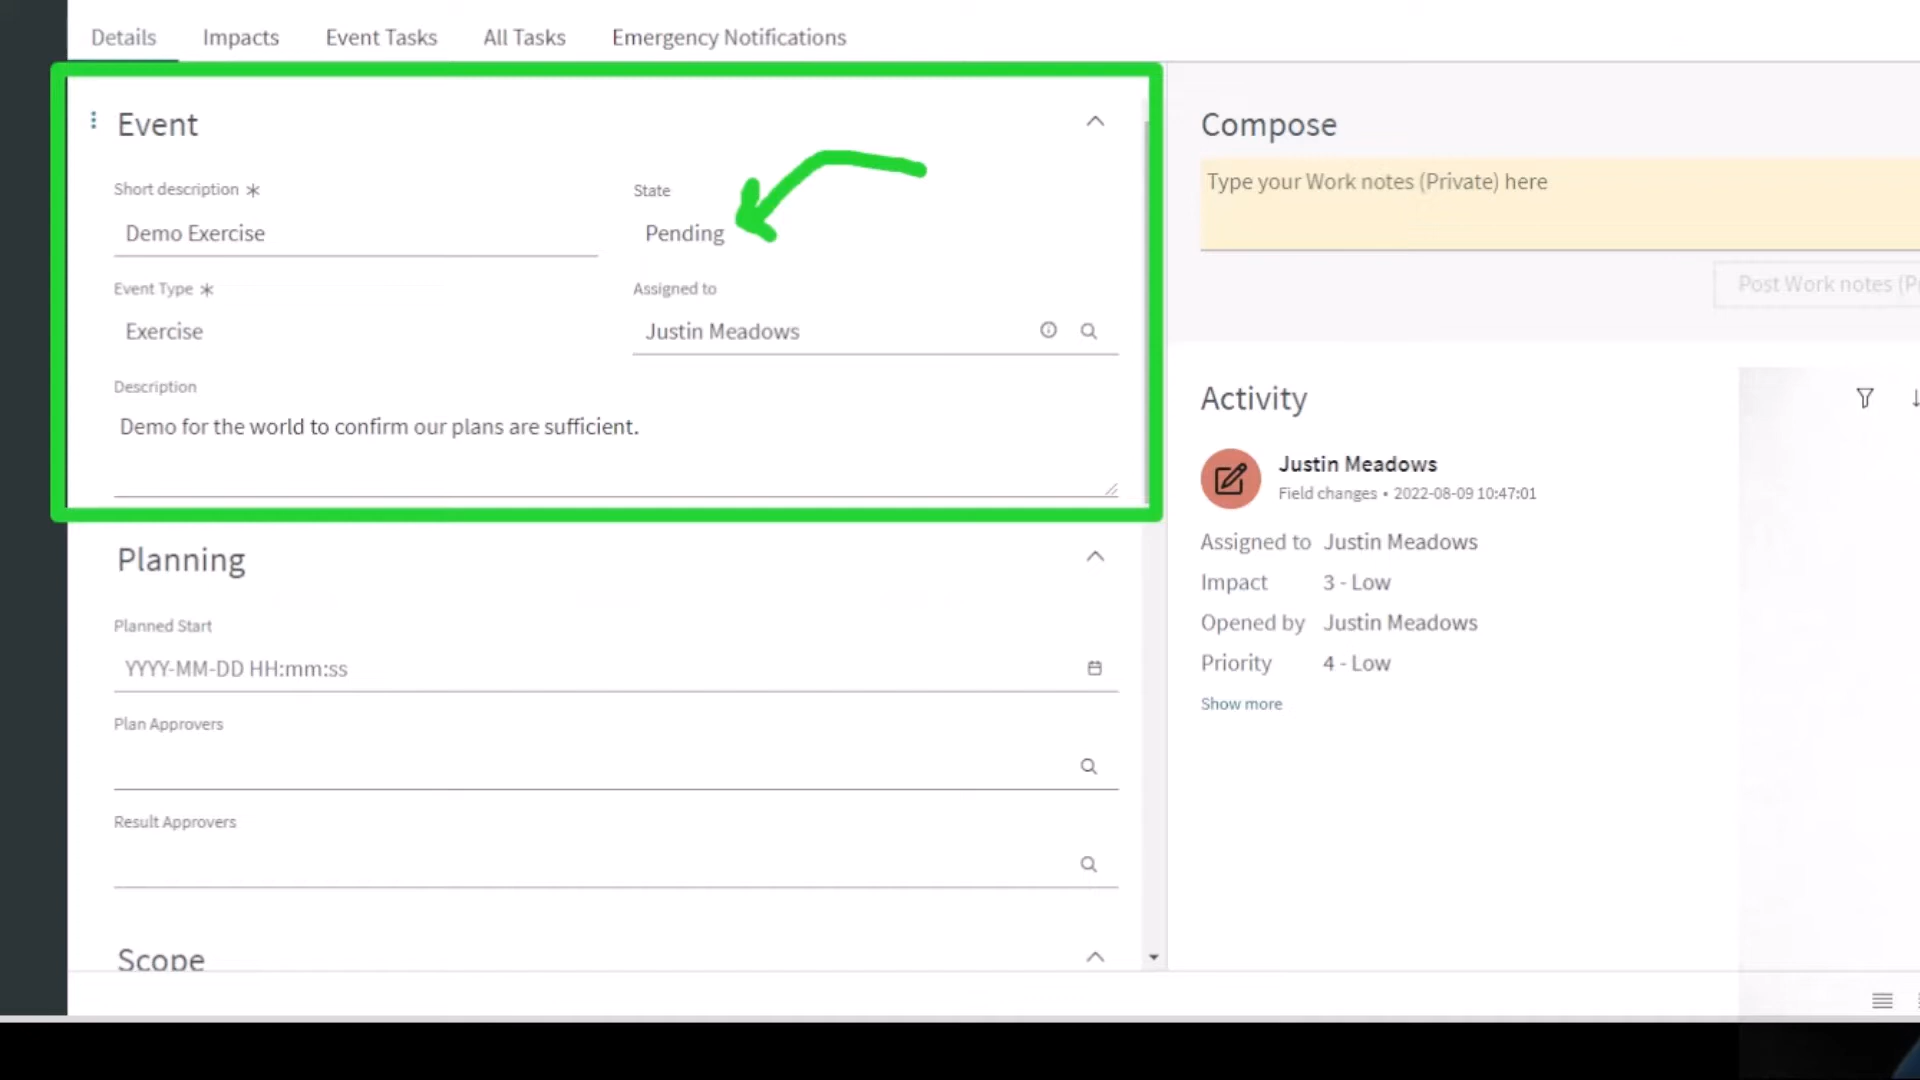 Details Impacts Event Tasks All Tasks Emergency Notifications
Event
Short description *
Demo Exercise
State
Pending
Event Type *
Exercise
Assigned to
Justin Meadows
Description
Demo for the world to confirm our plans are sufficient.
Planning
Planned Start
YYYY-MM-DD HH:mm:ss
Plan Approvers
Result Approvers
Scope
Compose
Type your Work notes (Private) here
Post Work notes (P
Activity
Justin Meadows
Field changes • 2022-08-09 10:47:01
Assigned to Justin Meadows
Impact 3 - Low
Opened by Justin Meadows
Priority 4 - Low
Show more